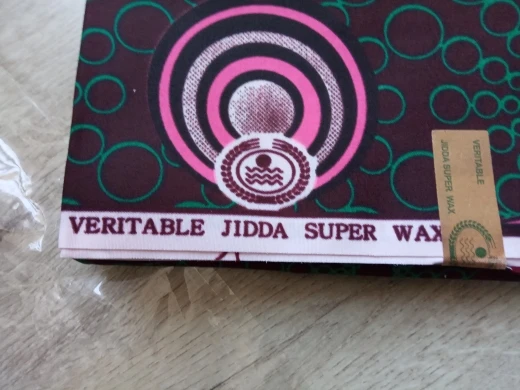 VERITABLE JIDDA SUPER WAX
VERITABLE
JIDDA SUPER WAX